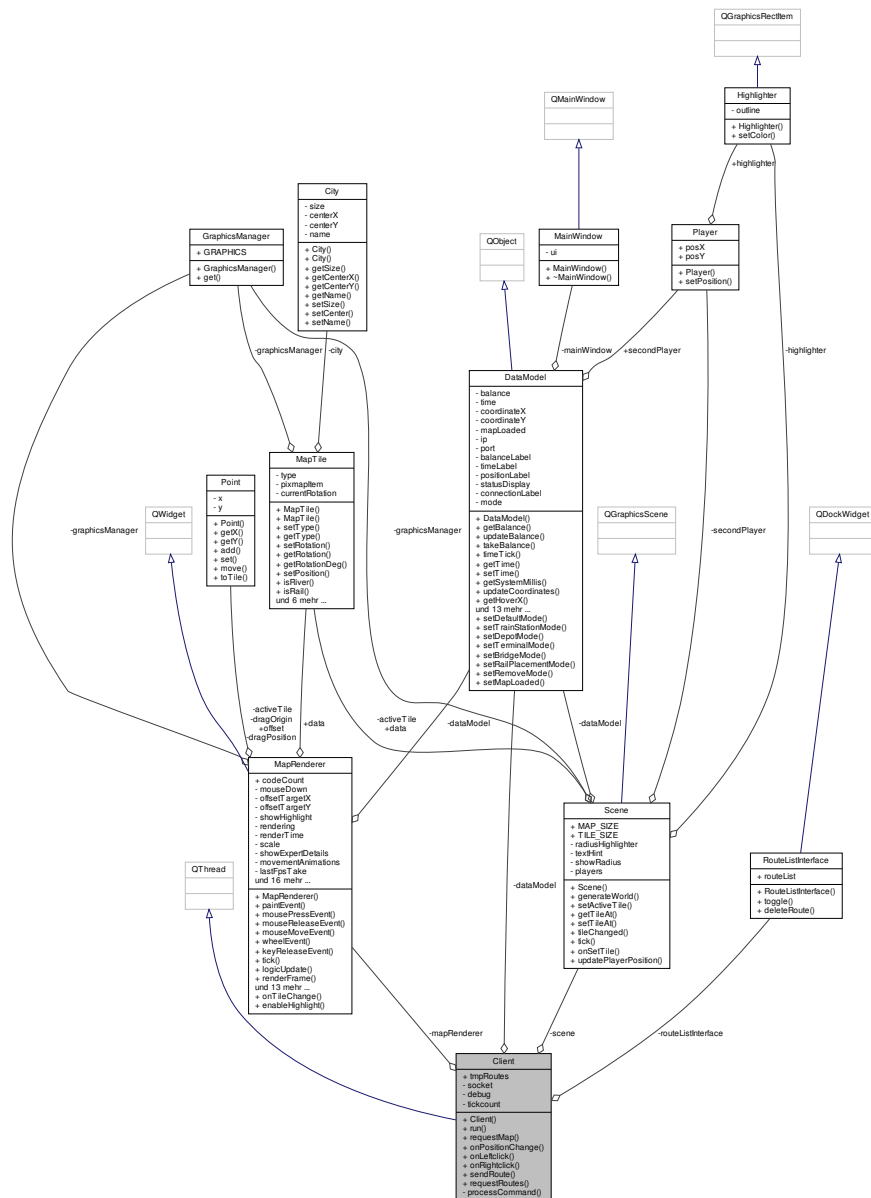 QGraphicsRectItem
Highlighter
- outline
+ Highlighter()
+ setColor()
QMainWindow
+highlighter
City
- size
- centerX
- centerY
- name
+ City()
+ City()
+ getSize()
+ getCenterX()
+ getCenterY()
+ getName()
+ setSize()
+ setCenter()
+ setName()
GraphicsManager
+ GRAPHICS
+ GraphicsManager()
+ get()
QObject
MainWindow
- ui
+ MainWindow()
+ ~MainWindow()
Player
+ posX
+ posY
+ Player()
+ setPosition()
-graphicsManager
-city
-mainWindow
+secondPlayer
-highlighter
DataModel
- balance
- time
- coordinateX
- coordinateY
- mapLoaded
- ip
- port
- balanceLabel
- timeLabel
- positionLabel
- statusDisplay
- connectionLabel
- mode
+ DataModel()
+ getBalance()
+ updateBalance()
+ takeBalance()
+ timeTick()
+ getTime()
+ setTime()
+ getSystemMillis()
+ updateCoordinates()
+ getHoverX()
und 13 mehr ...
+ setDefaultMode()
+ setTrainStationMode()
+ setDepotMode()
+ setTerminalMode()
+ setBridgeMode()
+ setRailPlacementMode()
+ setRemoveMode()
+ setMapLoaded()
MapTile
- type
- pixmapItem
- currentRotation
+ MapTile()
+ MapTile()
+ setType()
+ getType()
+ setRotation()
+ getRotation()
+ getRotationDeg()
+ setPosition()
+ isRiver()
+ isRail()
und 6 mehr ...
Point
- x
- y
+ Point()
+ getX()
+ getY()
+ add()
+ set()
+ move()
+ toTile()
QWidget
QGraphicsScene
QDockWidget
-graphicsManager
-graphicsManager
-secondPlayer
-activeTile
-dragOrigin
+offset
-dragPosition
+data
-activeTile
+data
-dataModel
-dataModel
MapRenderer
+ codeCount
- mouseDown
- offsetTargetX
- offsetTargetY
- showHighlight
- rendering
- renderTime
- scale
- showExpertDetails
- movementAnimations
- lastFpsTake
und 16 mehr ...
+ MapRenderer()
+ paintEvent()
+ mousePressEvent()
+ mouseReleaseEvent()
+ mouseMoveEvent()
+ wheelEvent()
+ keyReleaseEvent()
+ tick()
+ logicUpdate()
+ renderFrame()
und 13 mehr ...
+ onTileChange()
+ enableHighlight()
Scene
+ MAP_SIZE
+ TILE_SIZE
- radiusHighlighter
- textHint
- showRadius
- players
+ Scene()
+ generateWorld()
+ setActiveTile()
+ getTileAt()
+ setTileAt()
+ tileChanged()
+ tick()
+ onSetTile()
+ updatePlayerPosition()
RouteListInterface
+ routeList
+ RouteListInterface()
+ toggle()
+ deleteRoute()
QThread
-dataModel
-mapRenderer
-scene
-routeListInterface
Client
+ tmpRoutes
- socket
- debug
- tickcount
+ Client()
+ run()
+ requestMap()
+ onPositionChange()
+ onLeftclick()
+ onRightclick()
+ sendRoute()
+ requestRoutes()
- processCommand()